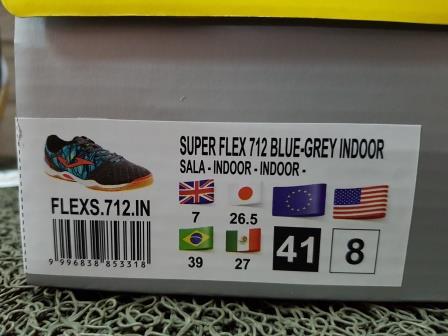 SUPER FLEX 712 BLUE-GREY INDOOR
SALA - INDOOR - INDOOR -
FLEXS.712.IN
7 26.5
39 27 41 8
9 996838 853318